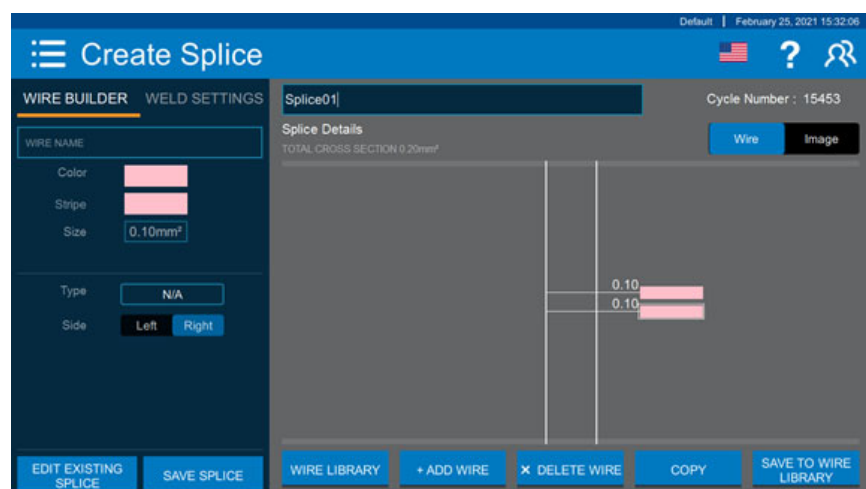 Default | February 25, 2021 15:32:06
Create Splice
?
WIRE BUILDER WELD SETTINGS
Splice01
Cycle Number : 15453
WIRE NAME
Splice Details
TOTAL CROSS SECTION 0.20mm²
Wire Image
Color
Stripe
Size 0.10mm²
0.10
0.10
Type N/A
Side Left Right
EDIT EXISTING
SPLICE
SAVE SPLICE
WIRE LIBRARY
+ ADD WIRE
× DELETE WIRE
COPY
SAVE TO WIRE
LIBRARY